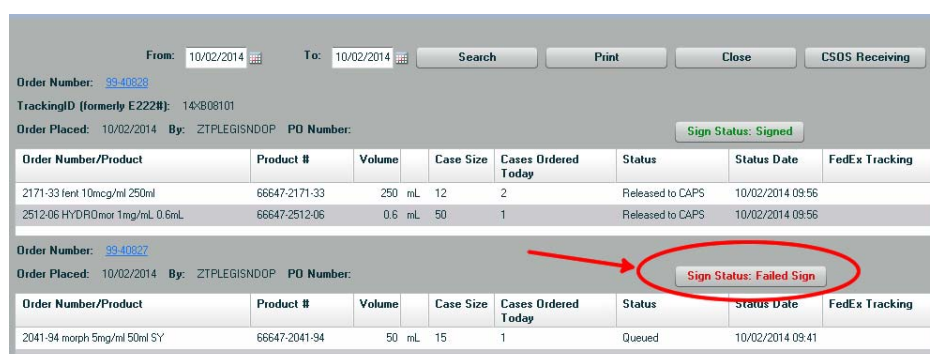 From: 10/02/2014 To: 10/02/2014 Search Print Close CSOS Receiving
Order Number: 99-40828
TrackingID (formerly E222#): 14XB08101
Order Placed: 10/02/2014 By: ZTPLEGISNDOP PO Number: Sign Status: Signed
Order Number/Product Product # Volume Case Size Cases Ordered Today Status Status Date FedEx Tracking
2171-33 fent 10mcg/ml 250ml 66647-2171-33 250 mL 12 2 Released to CAPS 10/02/2014 09:56
2512-06 HYDROmor 1mg/mL 0.6mL 66647-2512-06 0.6 mL 50 1 Released to CAPS 10/02/2014 09:56
Order Number: 99-40827
Order Placed: 10/02/2014 By: ZTPLEGISNDOP PO Number: Sign Status: Failed Sign
Order Number/Product Product # Volume Case Size Cases Ordered Today Status Status Date FedEx Tracking
2041-94 morph 5mg/ml 50ml SY 66647-2041-94 50 mL 15 1 Queued 10/02/2014 09:41